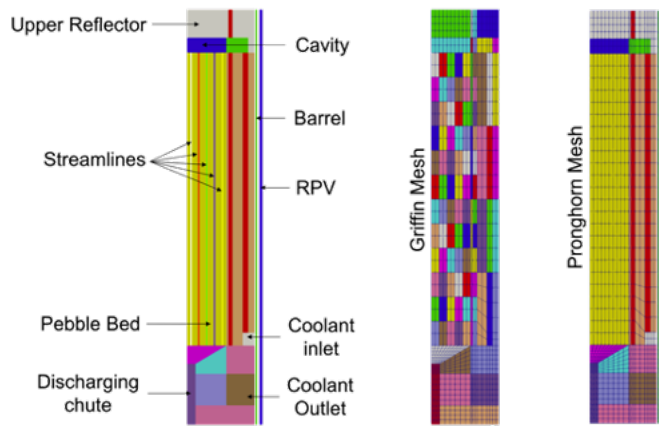 Upper Reflector
Cavity
Barrel
Streamlines
RPV
Pebble Bed
Coolant
inlet
Discharging
chute
Coolant
Outlet
Griffin Mesh
Pronghorn Mesh